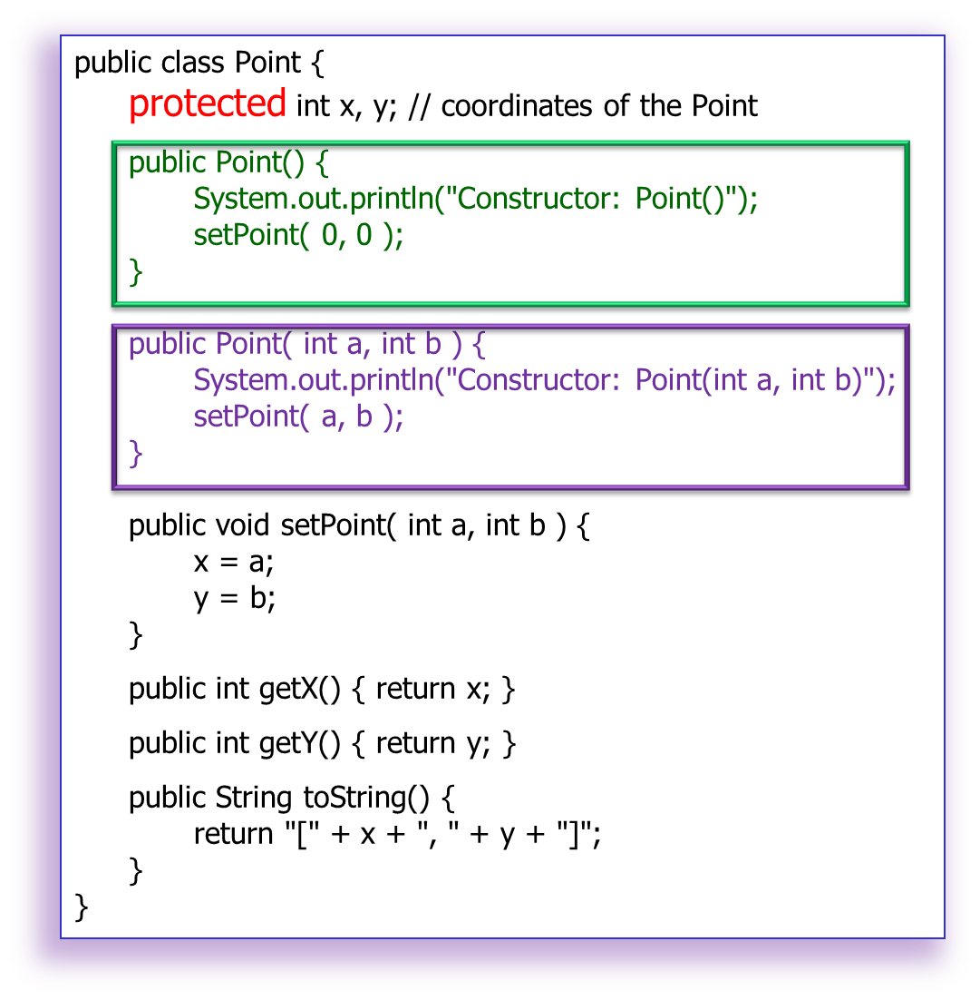 public class Point {
protected int x, y; // coordinates of the Point
public Point() {
System.out.println("Constructor: Point()");
setPoint( 0, 0 );
}
public Point( int a, int b ) {
System.out.println("Constructor: Point(int a, int b)");
setPoint( a, b );
}
public void setPoint( int a, int b ) {
x = a;
y = b;
}
public int getX() { return x; }
public int getY() { return y; }
public String toString() {
return "[" + x + ", " + y + "]";
}
}